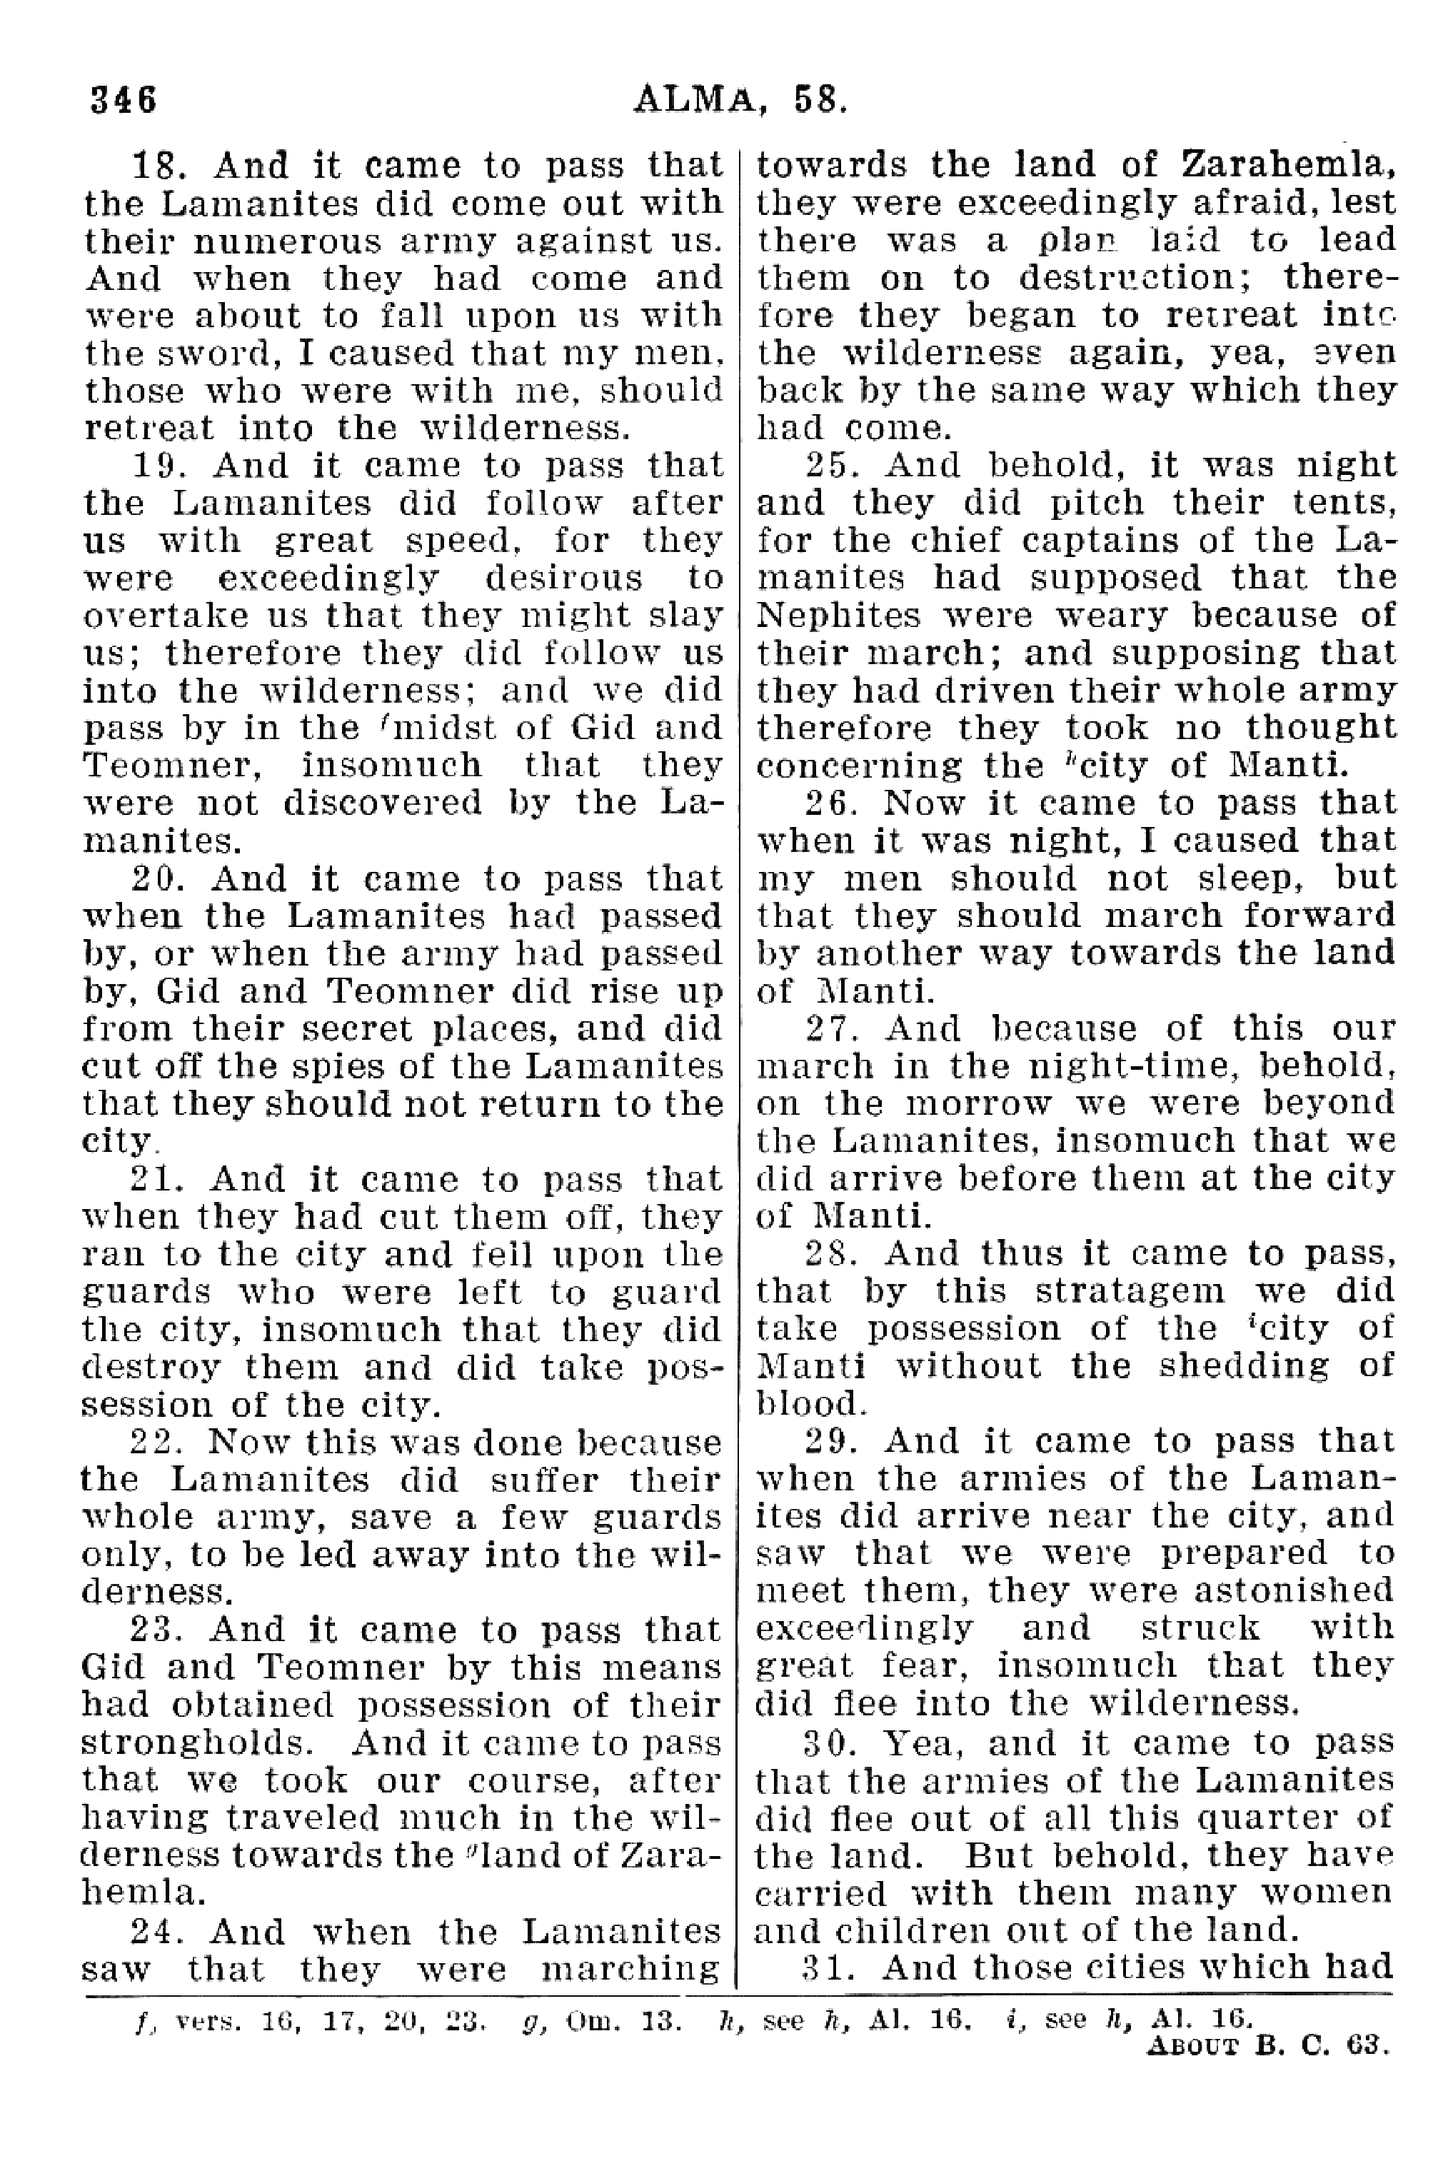 346
ALMA, 58.
18. And it came to pass that
the Lamanites did come out with
their numerous army against us.
And when they had come and
were about to fall upon us with
the sword, I caused that my men,
those who were with me, should
retreat into the wilderness.
19. And it came to pass that
the Lamanites did follow after
us with great speed, for they
were exceedingly desirous to
overtake us that they might slay
us; therefore they did follow us
into the wilderness; and we did
pass by in the fmidst of Gid and
Teomner, insomuch that they
were not discovered by the La-
manites.
20. And it came to pass that
when the Lamanites had passed
by, or when the army had passed
by, Gid and Teomner did rise up
from their secret places, and did
cut off the spies of the Lamanites
that they should not return to the
city.
21. And it came to pass that
when they had cut them off, they
ran to the city and fell upon the
guards who were left to guard
the city, insomuch that they did
destroy them and did take pos-
session of the city.
22. Now this was done because
the Lamanites did suffer their
whole army, save a few guards
only, to be led away into the wil-
derness.
23. And it came to pass that
Gid and Teomner by this means
had obtained possession of their
strongholds. And it came to pass
that we took our course, after
having traveled much in the wil-
derness towards the gland of Zara-
hemla.
24. And when the Lamanites
saw that they were marching
towards the land of Zarahemla,
they were exceedingly afraid, lest
there was a plan laid to lead
them on to destruction; there-
fore they began to retreat into
the wilderness again, yea, even
back by the same way which they
had come.
25. And behold, it was night
and they did pitch their tents,
for the chief captains of the La-
manites had supposed that the
Nephites were weary because of
their march; and supposing that
they had driven their whole army
therefore they took no thought
concerning the hcity of Manti.
26. Now it came to pass that
when it was night, I caused that
my men should not sleep, but
that they should march forward
by another way towards the land
of Manti.
27. And because of this our
march in the night-time, behold,
on the morrow we were beyond
the Lamanites, insomuch that we
did arrive before them at the city
of Manti.
28. And thus it came to pass,
that by this stratagem we did
take possession of the icity of
Manti without the shedding of
blood.
29. And it came to pass that
when the armies of the Laman-
ites did arrive near the city, and
saw that we were prepared to
meet them, they were astonished
exceedingly and struck with
great fear, insomuch that they
did flee into the wilderness.
30. Yea, and it came to pass
that the armies of the Lamanites
did flee out of all this quarter of
the land. But behold, they have
carried with them many women
and children out of the land.
31. And those cities which had
f, vers. 16, 17, 20, 23. g, Om. 13. h, see h, Al. 16. i, see h, Al. 16.
ABOUT B. C. 63.